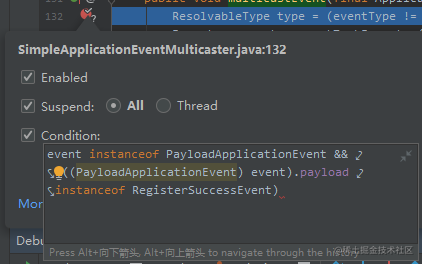 131
public void multicastEvent(final Applic
132
ResolvableType type = (eventType !=
SimpleApplicationEventMulticaster.java:132
Enabled
Suspend: All Thread
Condition:
event instanceof PayloadApplicationEvent &&
((PayloadApplicationEvent) event).payload
instanceof RegisterSuccessEvent)
Mor
Debu
Press Alt+向下箭头, Alt+向上箭头 to navigate through the history
@稀土掘金技术社区